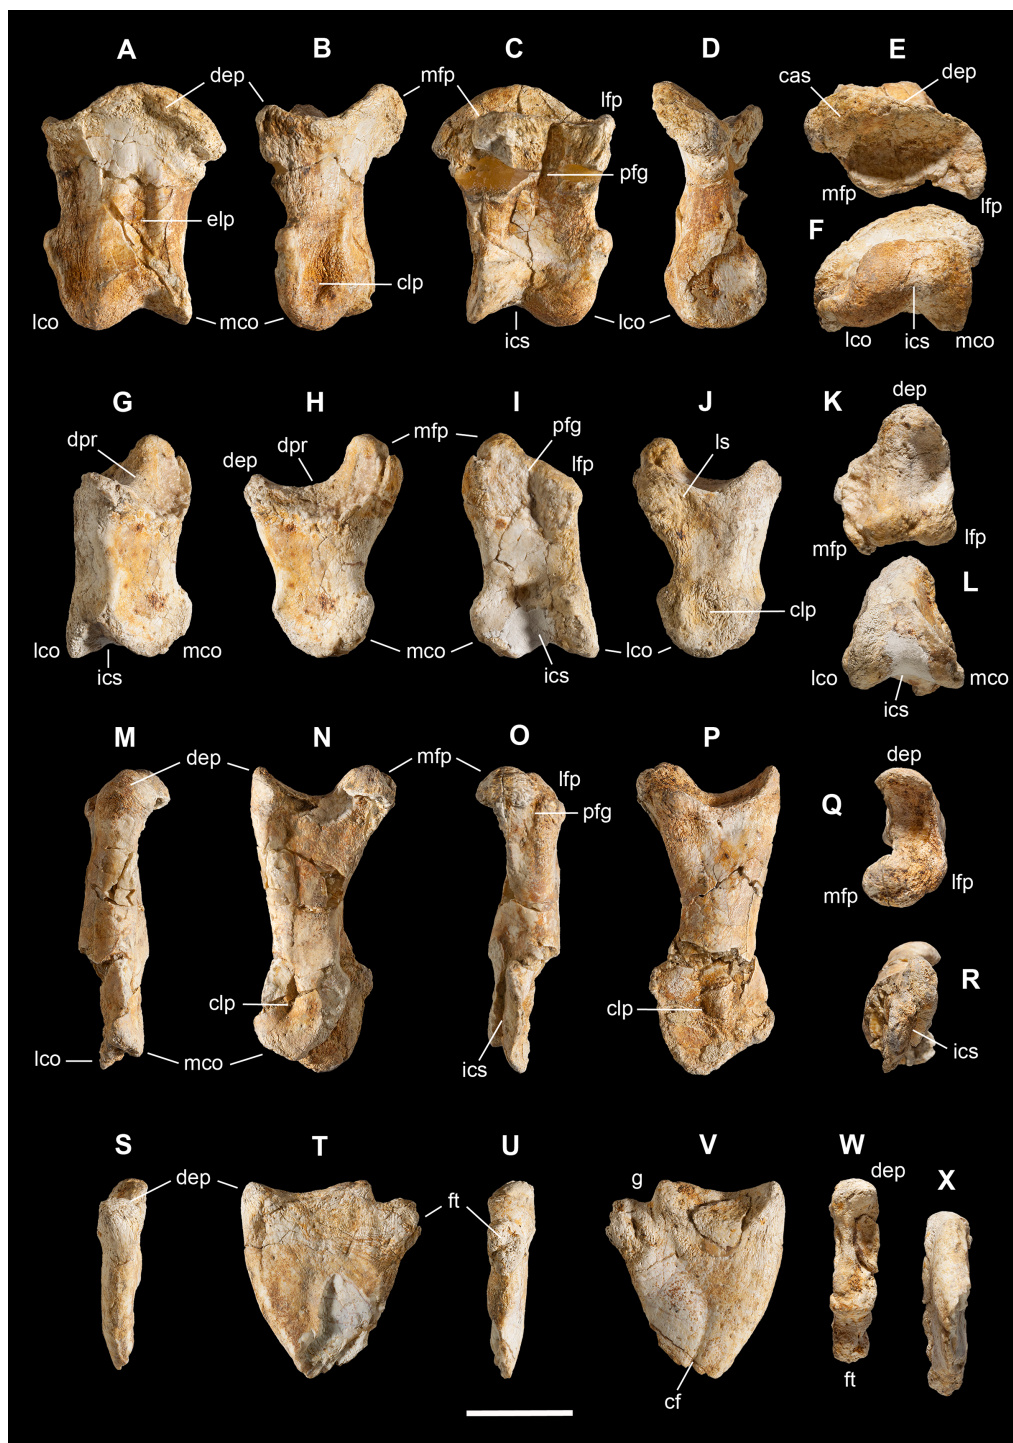 A B C D E
dep mfp lfp cas dep
pfg mfp lfp
elp F
clp
lco mco ics lco lco ics mco
G H I J K dep
dpr dep dpr mfp pfg lfp ls
mfp lfp
L
clp
lco ics mco mco ics lco lco ics mco
M N O P
dep mfp lfp dep
pfg Q
mfp lfp
R
clp clp
lco mco ics ics
S T U V W
dep ft g dep X
cf ft